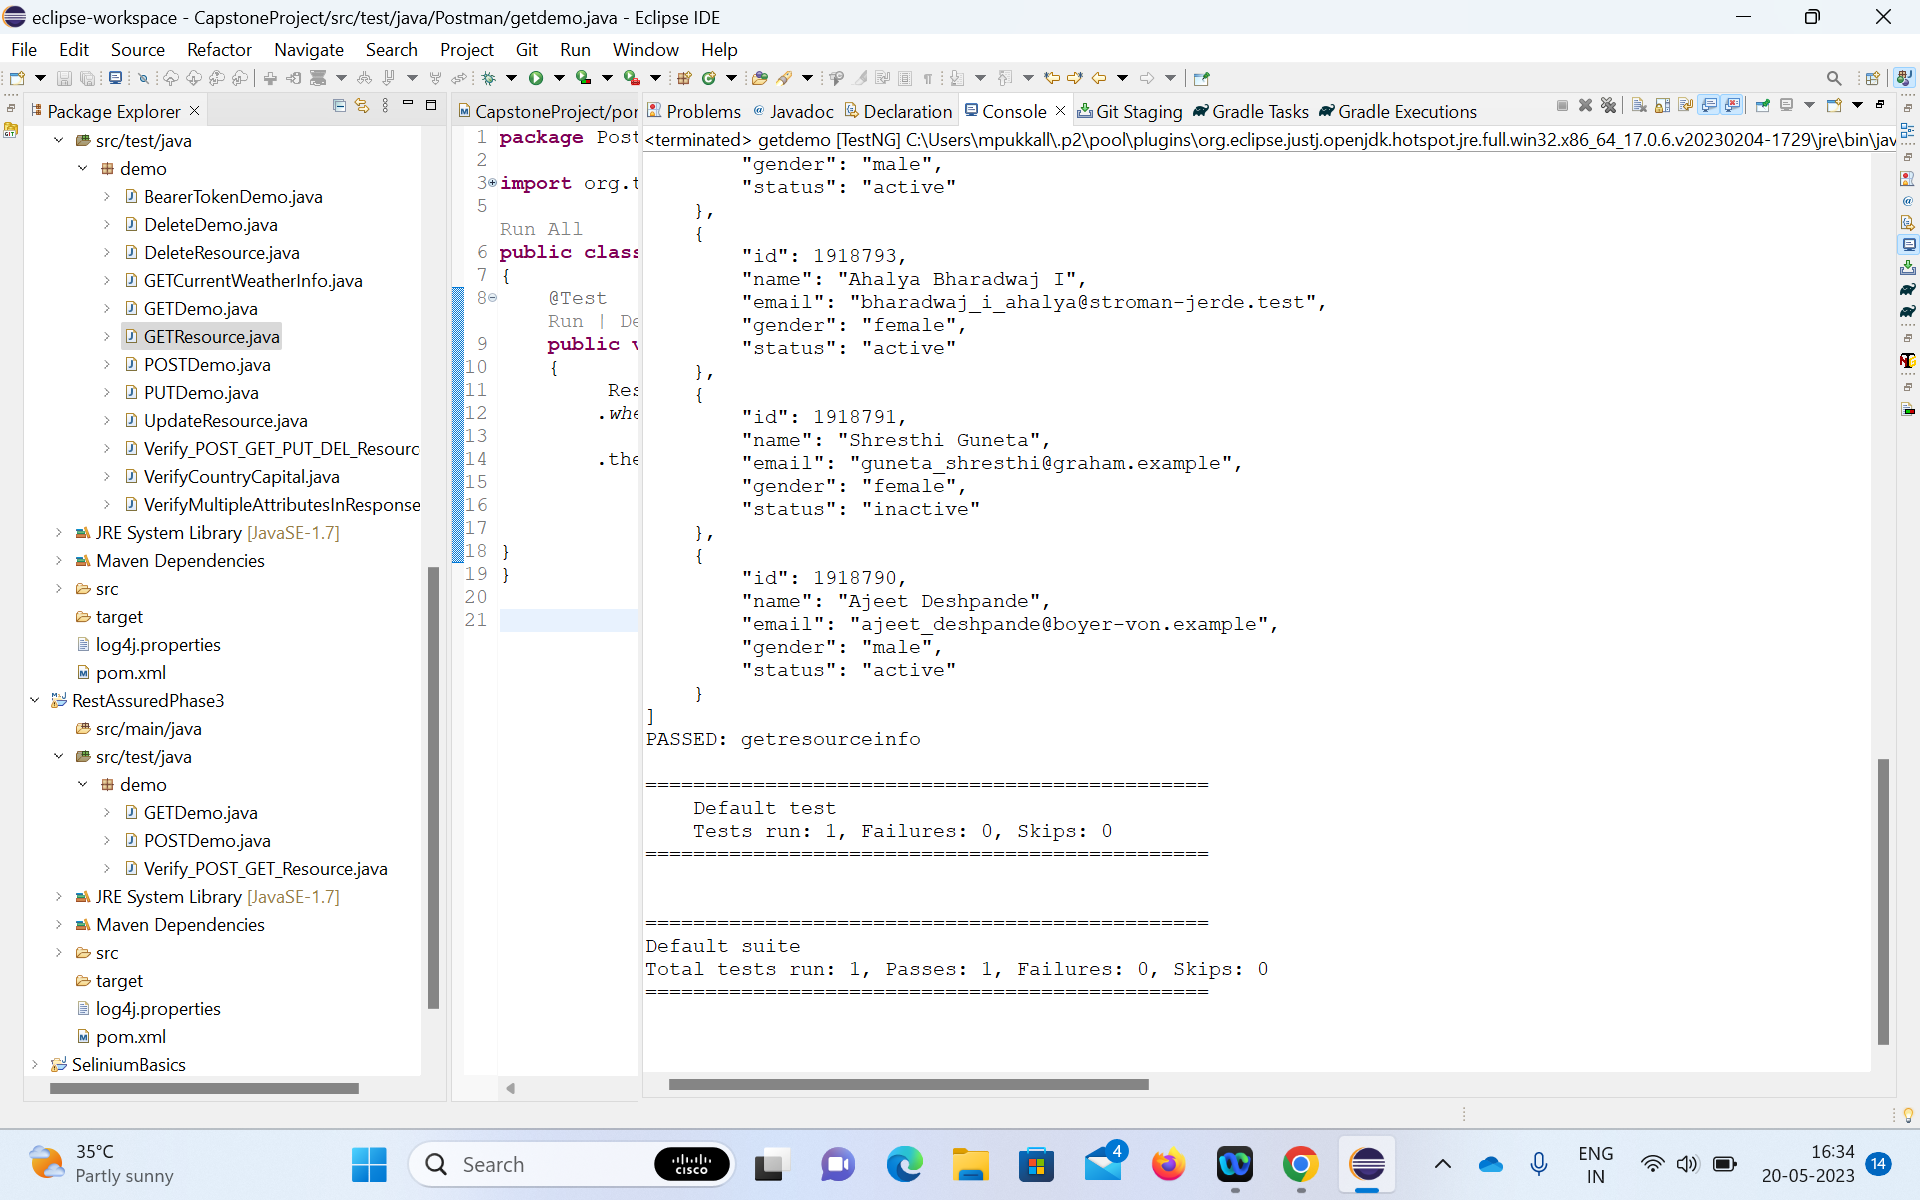 eclipse-workspace - CapstoneProject/src/test/java/Postman/getdemo.java - Eclipse IDE
File Edit Source Refactor Navigate Search Project Git Run Window Help
Package Explorer
src/test/java
demo
BearerTokenDemo.java
DeleteDemo.java
DeleteResource.java
GETCurrentWeatherInfo.java
GETDemo.java
GETResource.java
POSTDemo.java
PUTDemo.java
UpdateResource.java
Verify_POST_GET_PUT_DEL_Resourc
VerifyCountryCapital.java
VerifyMultipleAttributesInResponse
JRE System Library [JavaSE-1.7]
Maven Dependencies
src
target
log4j.properties
pom.xml
RestAssuredPhase3
src/main/java
src/test/java
demo
GETDemo.java
POSTDemo.java
Verify_POST_GET_Resource.java
JRE System Library [JavaSE-1.7]
Maven Dependencies
src
target
log4j.properties
pom.xml
SeliniumBasics
CapstoneProject/por
1 package Post
2
3 import org.t
5
Run All
6 public class
7 {
8 @Test
Run | De
9 public v
10 {
11 Res
12 .whe
13
14 .the
15
16
17
18 }
19 }
20
21
Problems @ Javadoc Declaration Console Git Staging Gradle Tasks Gradle Executions
<terminated> getdemo [TestNG] C:\Users\mpukkall\.p2\pool\plugins\org.eclipse.justj.openjdk.hotspot.jre.full.win32.x86_64_17.0.6.v20230204-1729\jre\bin\jav
"gender": "male",
"status": "active"
},
{
"id": 1918793,
"name": "Ahalya Bharadwaj I",
"email": "bharadwaj_i_ahalya@stroman-jerde.test",
"gender": "female",
"status": "active"
},
{
"id": 1918791,
"name": "Shresthi Guneta",
"email": "guneta_shresthi@graham.example",
"gender": "female",
"status": "inactive"
},
{
"id": 1918790,
"name": "Ajeet Deshpande",
"email": "ajeet_deshpande@boyer-von.example",
"gender": "male",
"status": "active"
}
]
PASSED: getresourceinfo
===============================================
Default test
Tests run: 1, Failures: 0, Skips: 0
===============================================
===============================================
Default suite
Total tests run: 1, Passes: 1, Failures: 0, Skips: 0
===============================================
35°C
Partly sunny
Search
CISCO
4
ENG
IN
16:34
20-05-2023
14